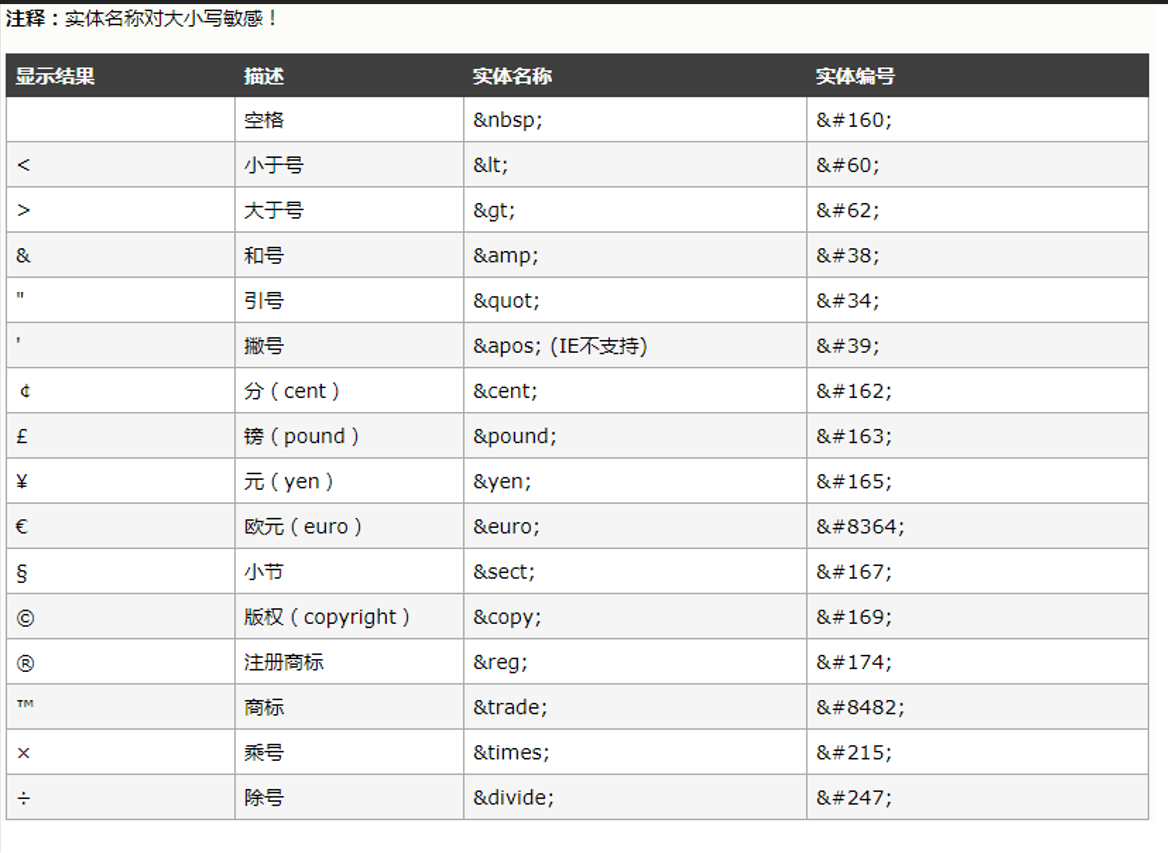 注释：实体名称对大小写敏感！
显示结果 描述 实体名称 实体编号
空格 &nbsp; &#160;
< 小于号 &lt; &#60;
> 大于号 &gt; &#62;
& 和号 &amp; &#38;
" 引号 &quot; &#34;
' 撇号 &apos; (IE不支持) &#39;
¢ 分（cent） &cent; &#162;
£ 镑（pound） &pound; &#163;
¥ 元（yen） &yen; &#165;
€ 欧元（euro） &euro; &#8364;
§ 小节 &sect; &#167;
© 版权（copyright） &copy; &#169;
® 注册商标 &reg; &#174;
™ 商标 &trade; &#8482;
× 乘号 &times; &#215;
÷ 除号 &divide; &#247;